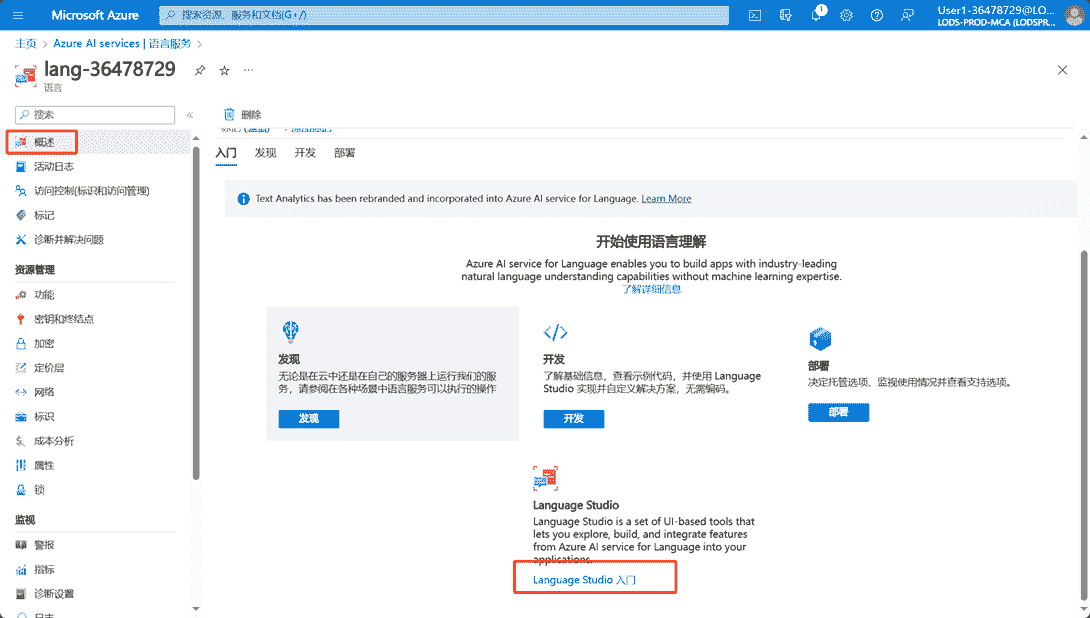 Microsoft Azure
搜索资源、服务和文档(G+/)
1
User1-36478729@LO...
LODS-PROD-MCA (LODSPR...
主页 > Azure AI services | 语言服务 >
lang-36478729
语言
搜索
概述
活动日志
访问控制(标识和访问管理)
标记
诊断并解决问题
资源管理
功能
密钥和终结点
加密
定价层
网络
标识
成本分析
属性
锁
监视
警报
指标
诊断设置
日志
删除
入门 发现 开发 部署
Text Analytics has been rebranded and incorporated into Azure AI service for Language. Learn More
开始使用语言理解
Azure AI service for Language enables you to build apps with industry-leading
natural language understanding capabilities without machine learning expertise.
了解详细信息
发现
无论是在云中还是在自己的服务器上运行我们的服
务，请参阅在各种场景中语言服务可以执行的操作
发现
开发
了解基础信息，查看示例代码，并使用 Language
Studio 实现并自定义解决方案，无需编码。
开发
部署
决定托管选项、监视使用情况并查看支持选项。
部署
Language Studio
Language Studio is a set of UI-based tools that
lets you explore, build, and integrate features
from Azure AI service for Language into your
applications.
Language Studio 入门